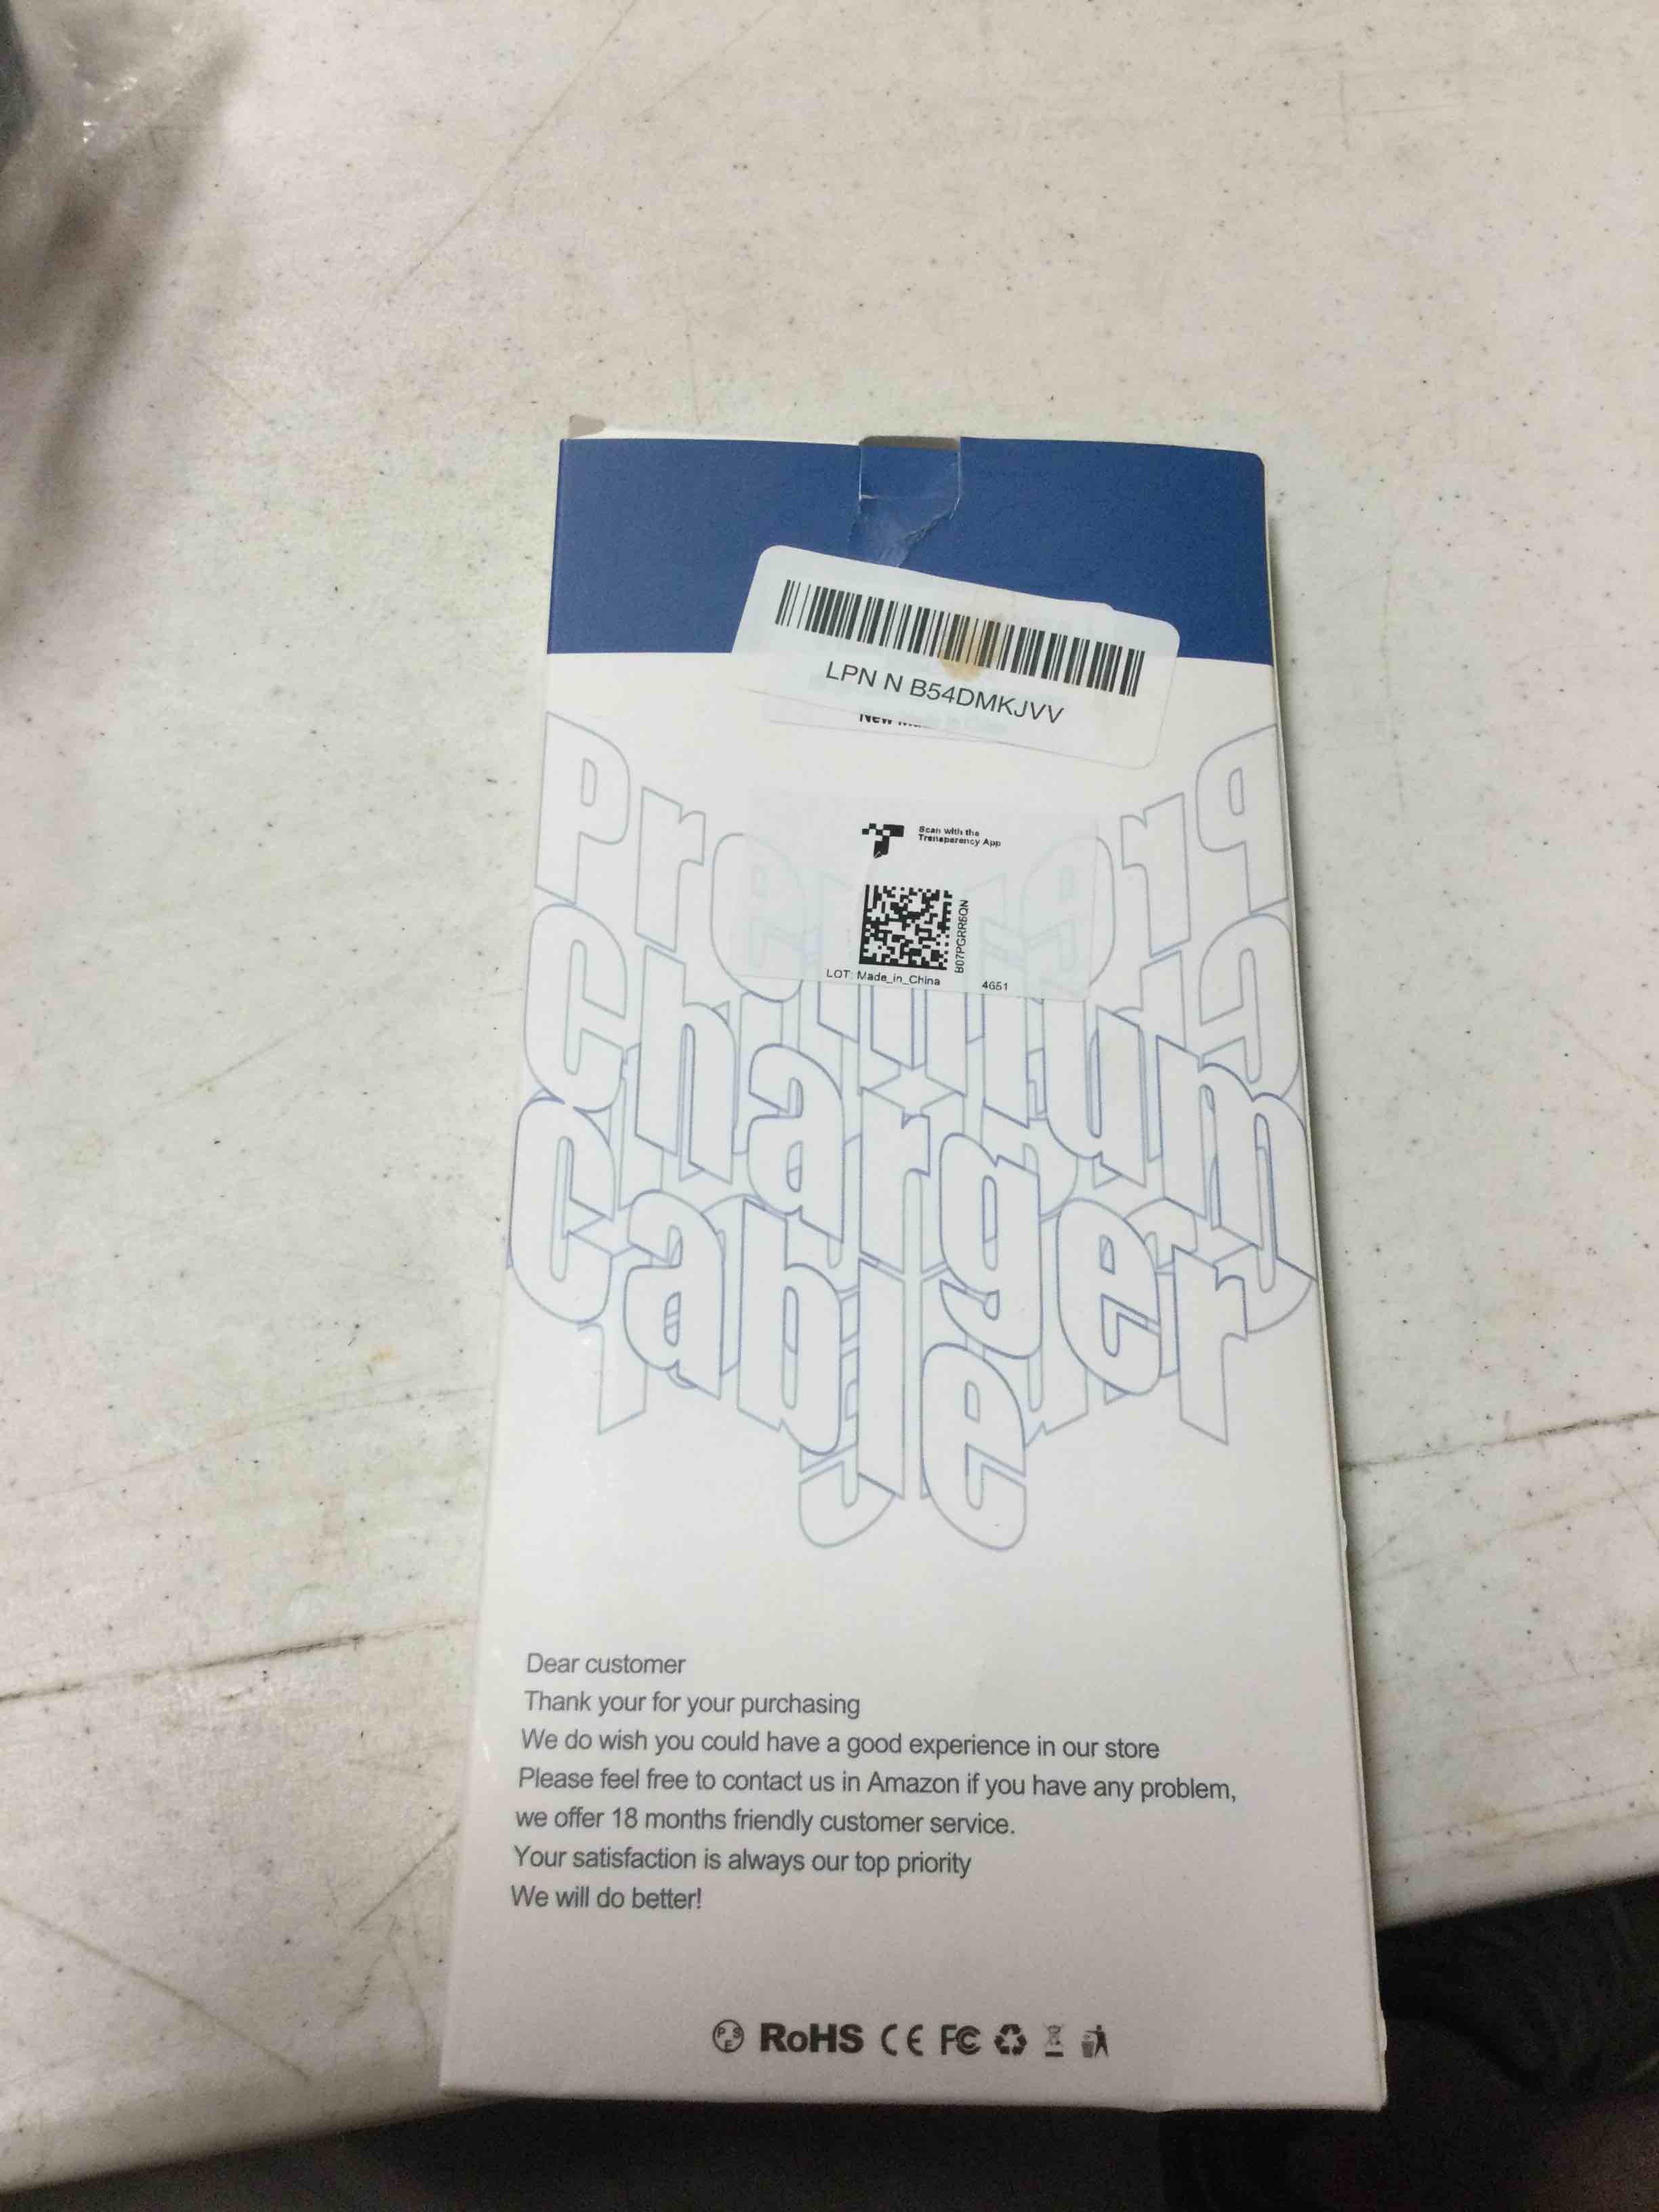 LPN N B54DMKJVV
New
Scan with the
Transparency App
B07PGRR6QN
LOT: Made_in_China 4651
Premium
Charger
Cable
Dear customer
Thank your for your purchasing
We do wish you could have a good experience in our store
Please feel free to contact us in Amazon if you have any problem,
we offer 18 months friendly customer service.
Your satisfaction is always our top priority
We will do better!
PSE RoHS CE FC